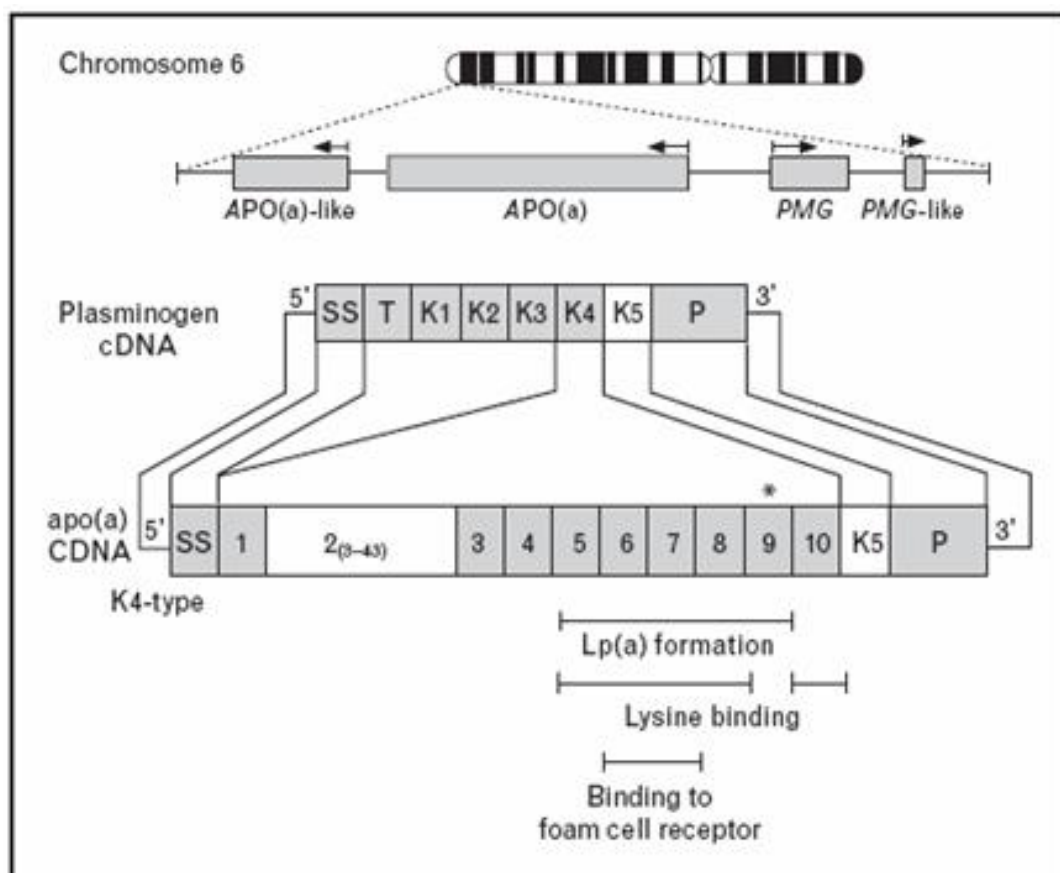 Chromosome 6
APO(a)-like APO(a) PMG PMG-like
Plasminogen
cDNA
5' SS T K1 K2 K3 K4 K5 P 3'
*
apo(a)
CDNA
5' SS 1 2(3–43) 3 4 5 6 7 8 9 10 K5 P 3'
K4-type
Lp(a) formation
Lysine binding
Binding to
foam cell receptor